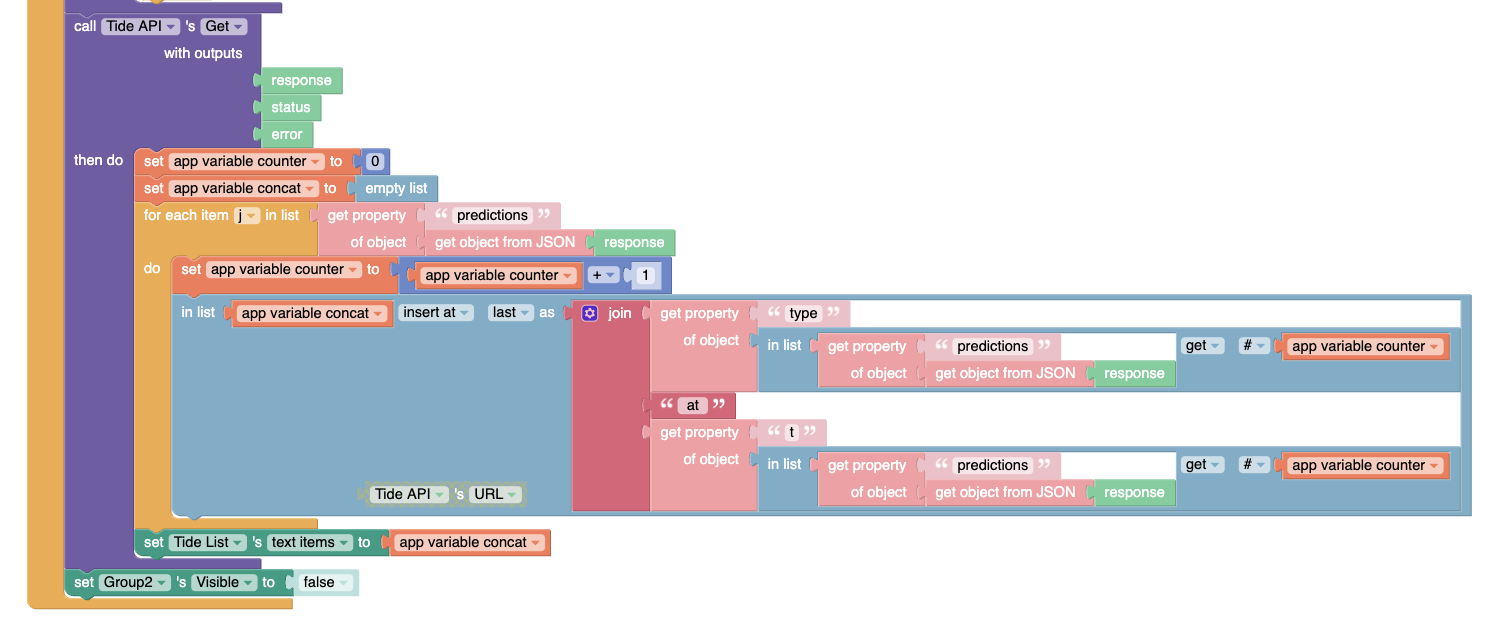 call Tide API 's Get
with outputs
response
status
error
then do set app variable counter to 0
set app variable concat to empty list
for each item j in list get property “ predictions ”
of object get object from JSON response
do set app variable counter to app variable counter + 1
in list app variable concat insert at last as join get property “ type ”
of object in list get property “ predictions ” get # app variable counter
of object get object from JSON response
“ at ”
get property “ t ”
of object in list get property “ predictions ” get # app variable counter
of object get object from JSON response
Tide API 's URL
set Tide List 's text items to app variable concat
set Group2 's Visible to false